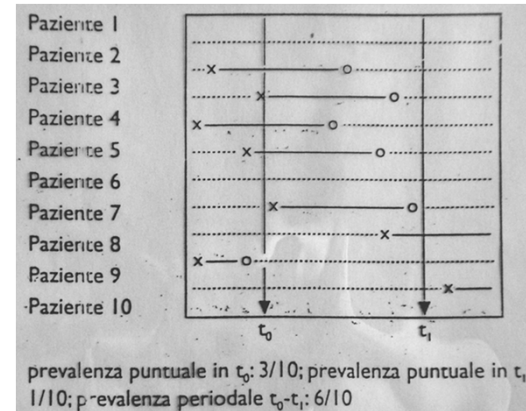 Paziente 1
Paziente 2
Paziente 3
Paziente 4
Paziente 5
Paziente 6
Paziente 7
Paziente 8
Paziente 9
Paziente 10
t₀ t₁
prevalenza puntuale in t₀: 3/10; prevalenza puntuale in t₁
1/10; prevalenza periodale t₀-t₁: 6/10